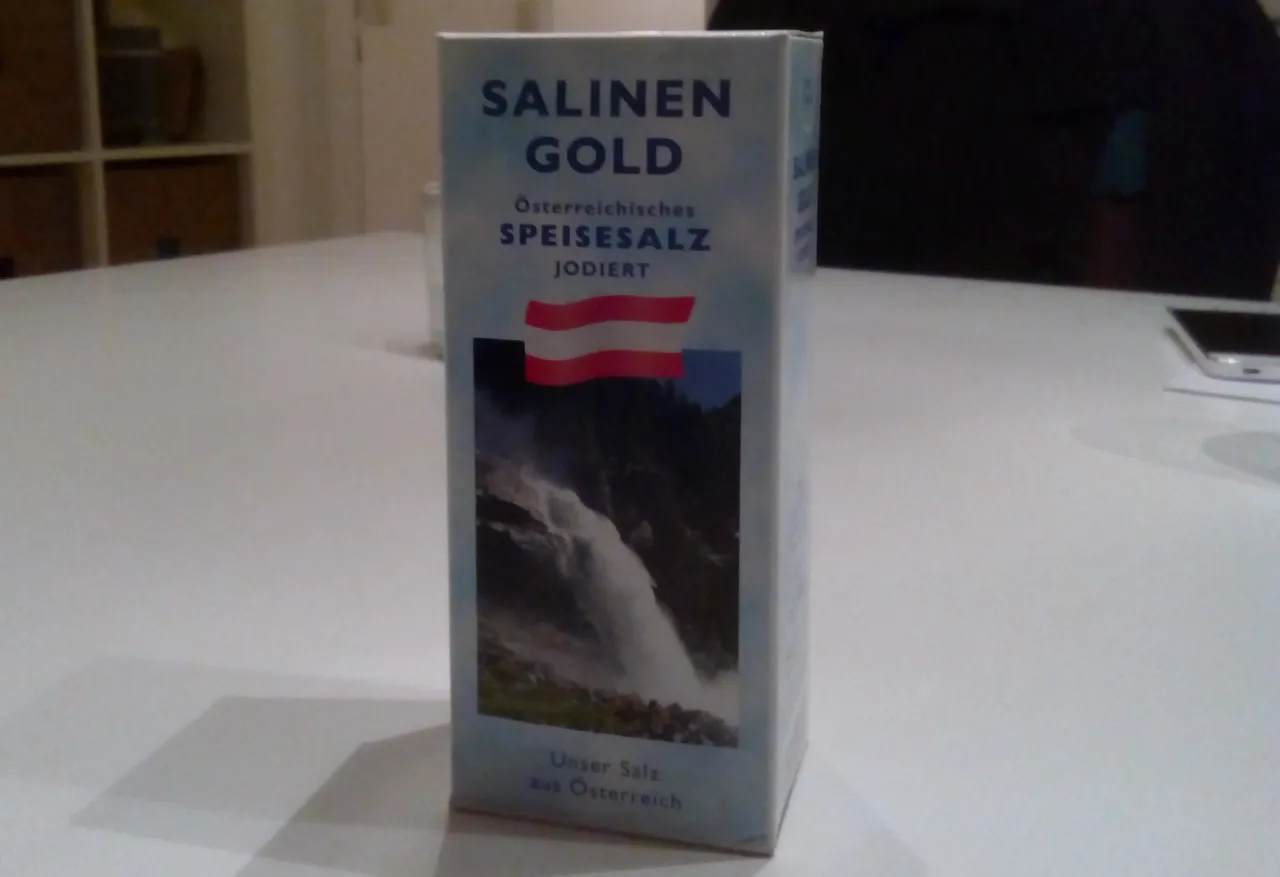 SALINEN
GOLD
Österreichisches
SPEISESALZ
JODIERT
Unser Salz
aus Österreich